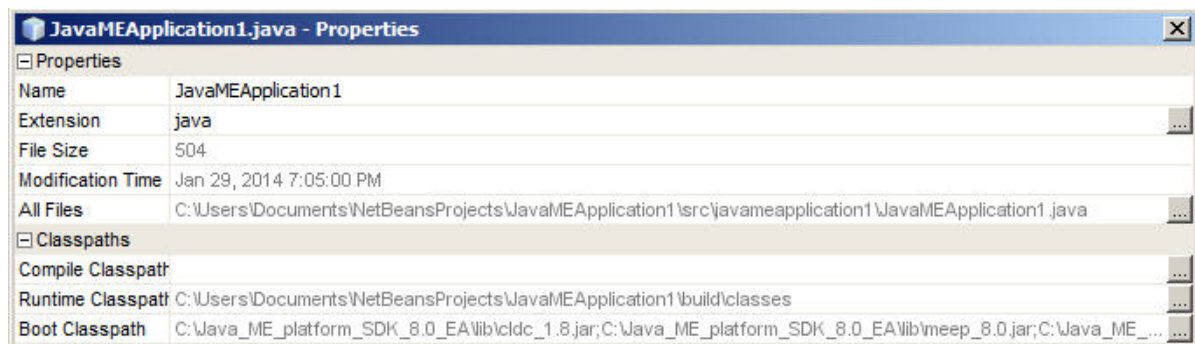 JavaMEApplication1.java - Properties
Properties
Name JavaMEApplication1
Extension java ...
File Size 504
Modification Time Jan 29, 2014 7:05:00 PM
All Files C:\Users\Documents\NetBeansProjects\JavaMEApplication1\src\javameapplication1\JavaMEApplication1.java ...
Classpaths
Compile Classpath ...
Runtime Classpath C:\Users\Documents\NetBeansProjects\JavaMEApplication1\build\classes ...
Boot Classpath C:\Java_ME_platform_SDK_8.0_EA\lib\cldc_1.8.jar;C:\Java_ME_platform_SDK_8.0_EA\lib\meep_8.0.jar;C:\Java_ME_... ...